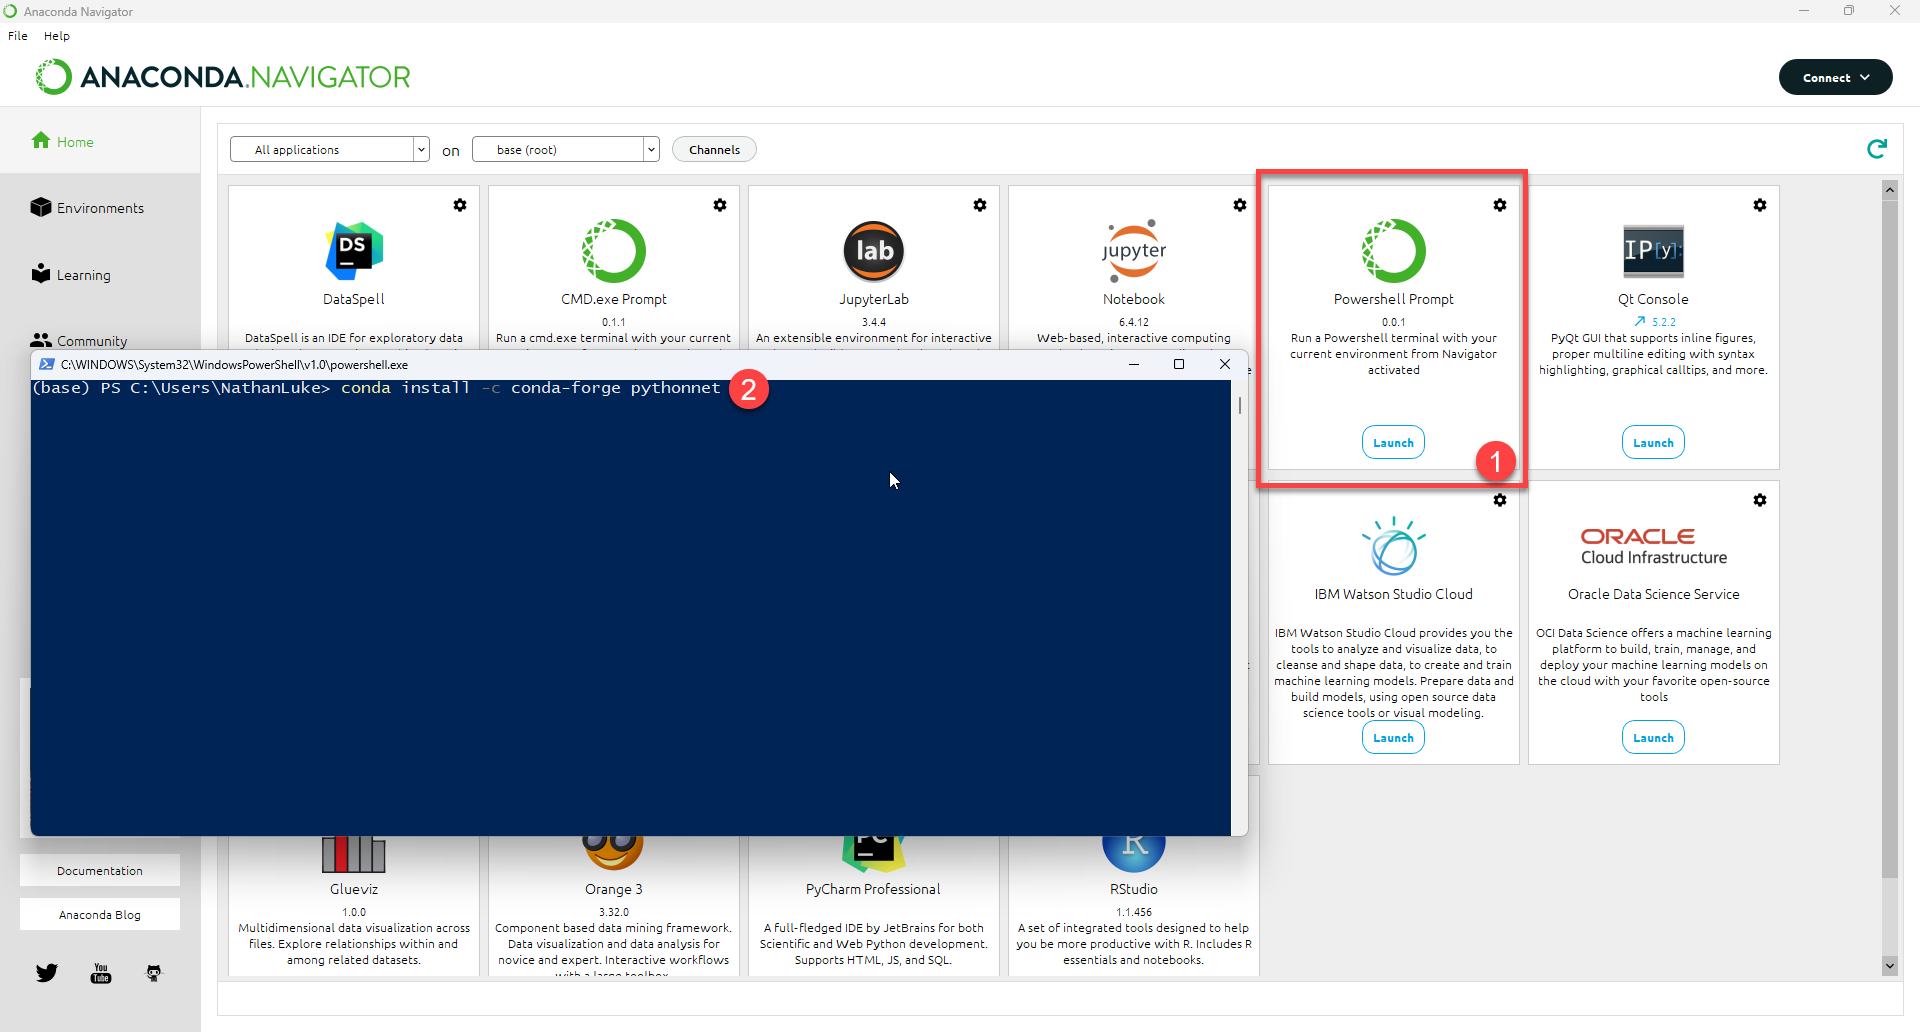 Anaconda Navigator
File Help
ANACONDA.NAVIGATOR
Connect
Home
Environments
Learning
Community
All applications
on
base (root)
Channels
DS
DataSpell
DataSpell is an IDE for exploratory data
CMD.exe Prompt
0.1.1
Run a cmd.exe terminal with your current
lab
JupyterLab
3.4.4
An extensible environment for interactive
jupyter
Notebook
6.4.12
Web-based, interactive computing
Powershell Prompt
0.0.1
Run a Powershell terminal with your
current environment from Navigator
activated
Launch
1
IP[y]:
Qt Console
5.2.2
PyQt GUI that supports inline figures,
proper multiline editing with syntax
highlighting, graphical calltips, and more.
Launch
C:\WINDOWS\System32\WindowsPowerShell\v1.0\powershell.exe
(base) PS C:\Users\NathanLuke> conda install -c conda-forge pythonnet
2
IBM Watson Studio Cloud
IBM Watson Studio Cloud provides you the
tools to analyze and visualize data, to
cleanse and shape data, to create and train
machine learning models. Prepare data and
build models, using open source data
science tools or visual modeling.
Launch
ORACLE
Cloud Infrastructure
Oracle Data Science Service
OCI Data Science offers a machine learning
platform to build, train, manage, and
deploy your machine learning models on
the cloud with your favorite open-source
tools
Launch
Glueviz
1.0.0
Multidimensional data visualization across
files. Explore relationships within and
among related datasets.
Orange 3
3.32.0
Component based data mining framework.
Data visualization and data analysis for
novice and expert. Interactive workflows
with a large toolbox.
PC
PyCharm Professional
A full-fledged IDE by JetBrains for both
Scientific and Web Python development.
Supports HTML, JS, and SQL.
R
RStudio
1.1.456
A set of integrated tools designed to help
you be more productive with R. Includes R
essentials and notebooks.
Documentation
Anaconda Blog
You
Tube